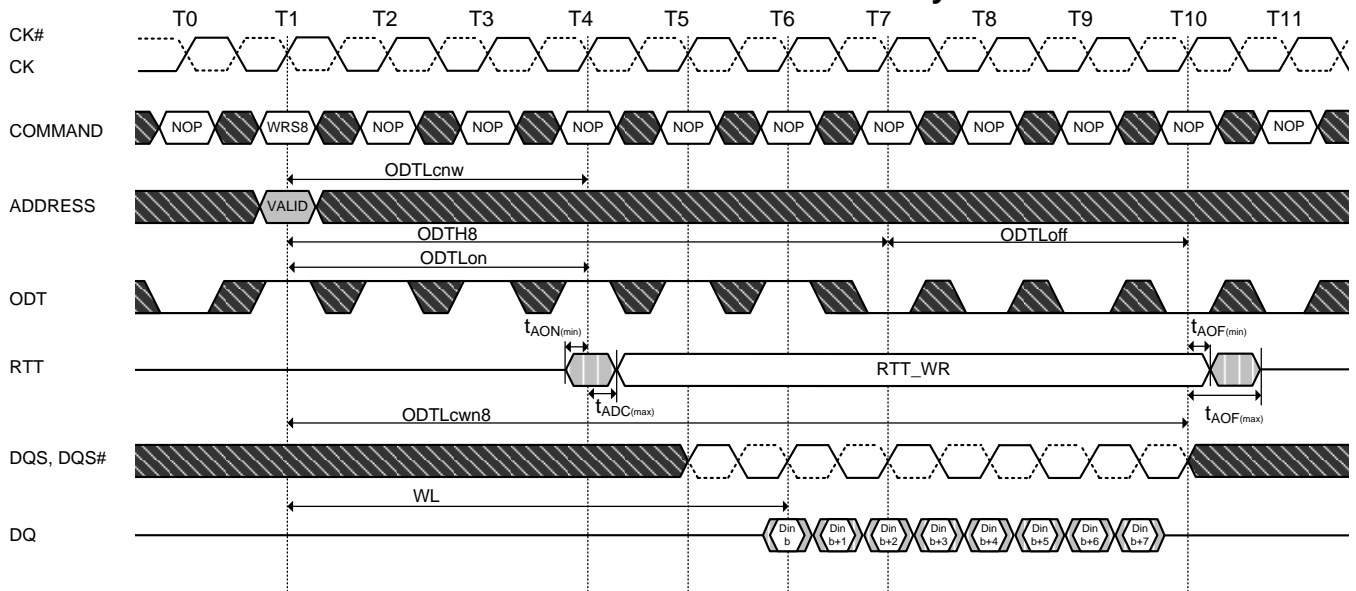 T0 T1 T2 T3 T4 T5 T6 T7 T8 T9 T10 T11
CK#
CK
COMMAND NOP WRS8 NOP NOP NOP NOP NOP NOP NOP NOP NOP NOP
ODTLcnw
ADDRESS VALID
ODTH8 ODTLoff
ODTLon
ODT
tAON(min) tAOF(min)
RTT RTT_WR
tADC(max) tAOF(max)
ODTLcwn8
DQS, DQS#
WL
DQ Din b Din b+1 Din b+2 Din b+3 Din b+4 Din b+5 Din b+6 Din b+7